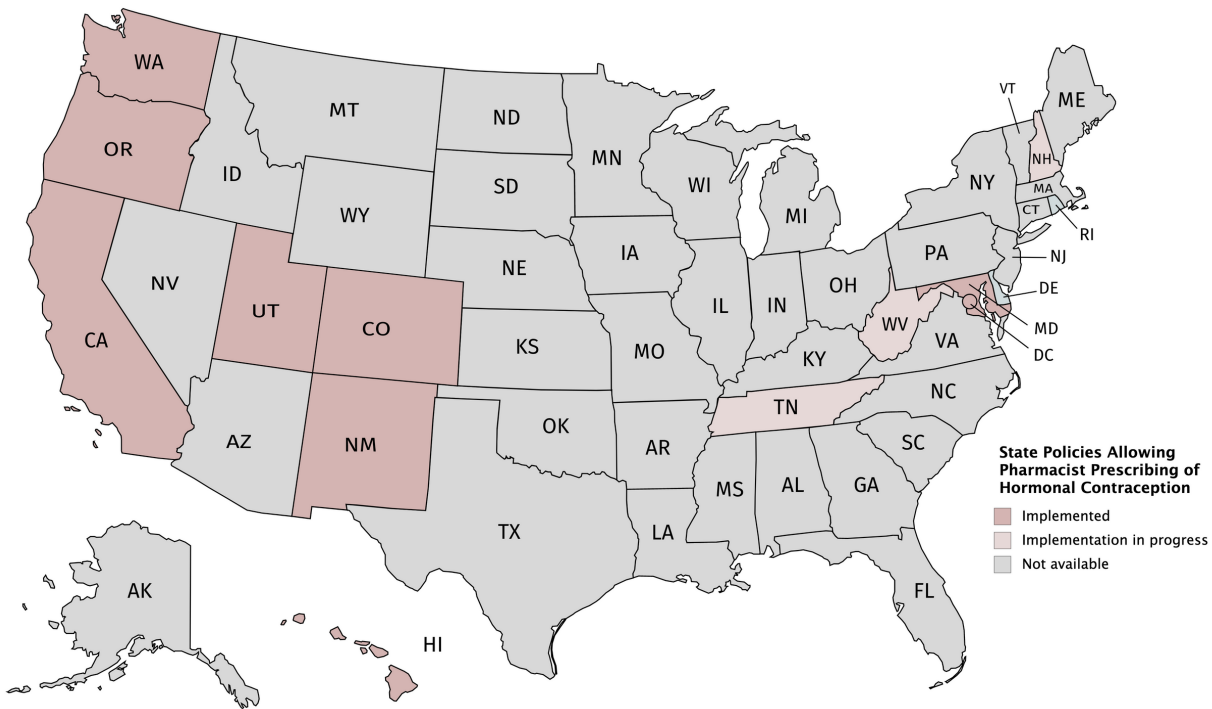 WA
MT
ND
MN
ME
VT
NH
OR
ID
SD
WI
MI
NY
MA
CT
RI
WY
IA
PA
NJ
NE
OH
DE
NV
UT
CO
IL
IN
WV
MD
VA
DC
CA
KS
MO
KY
NC
TN
AZ
NM
OK
AR
SC
MS
AL
GA
TX
LA
FL
AK
HI
State Policies Allowing
Pharmacist Prescribing of
Hormonal Contraception
Implemented
Implementation in progress
Not available